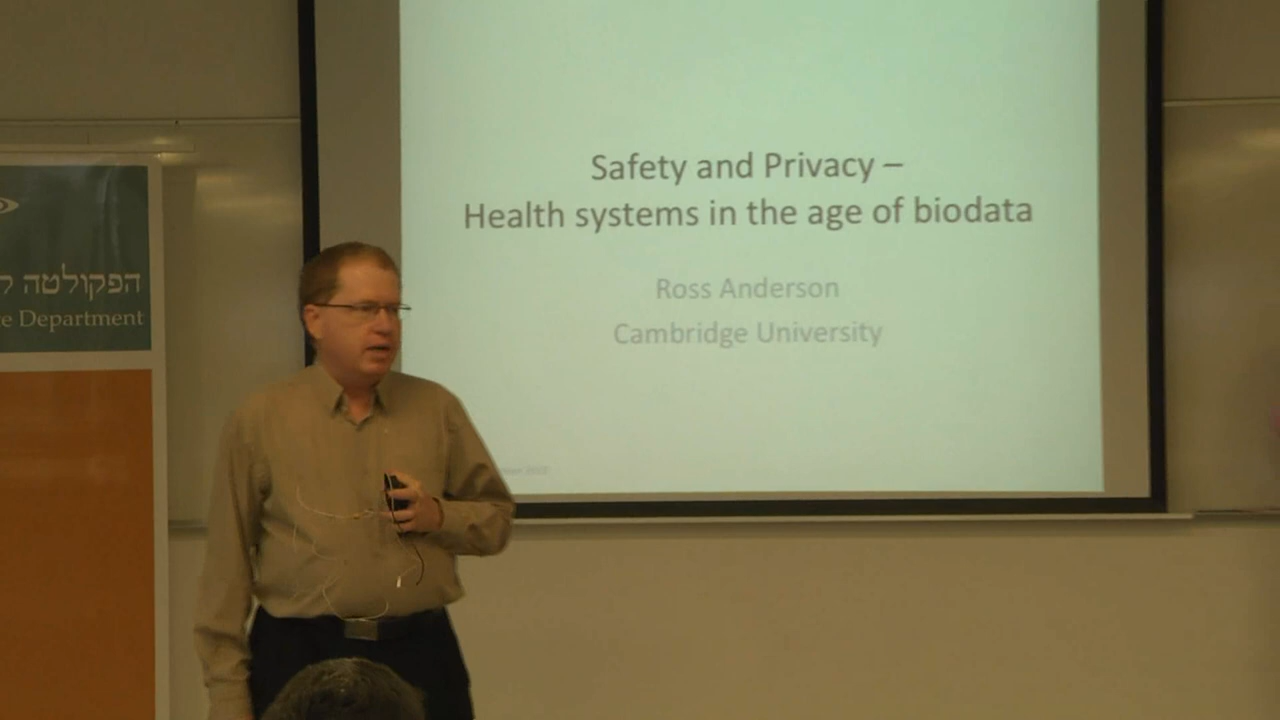 Safety and Privacy –
Health systems in the age of biodata
Ross Anderson
Cambridge University
הפקולטה
Department